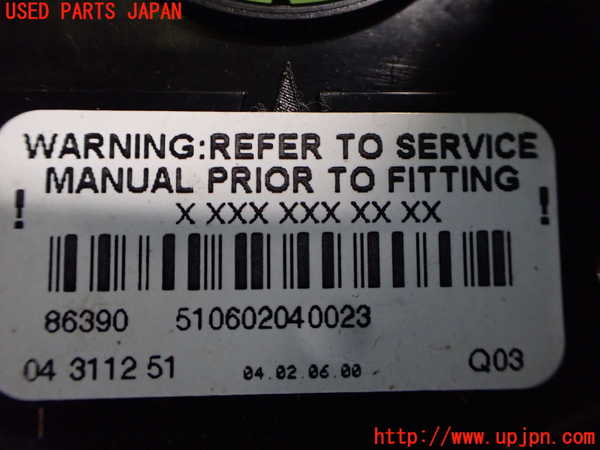 USED PARTS JAPAN
WARNING:REFER TO SERVICE
MANUAL PRIOR TO FITTING
! X XXX XXX XX XX !
86390 510602040023
04 3112 51 04.02.06.00 Q03
http://www.upjpn.com/